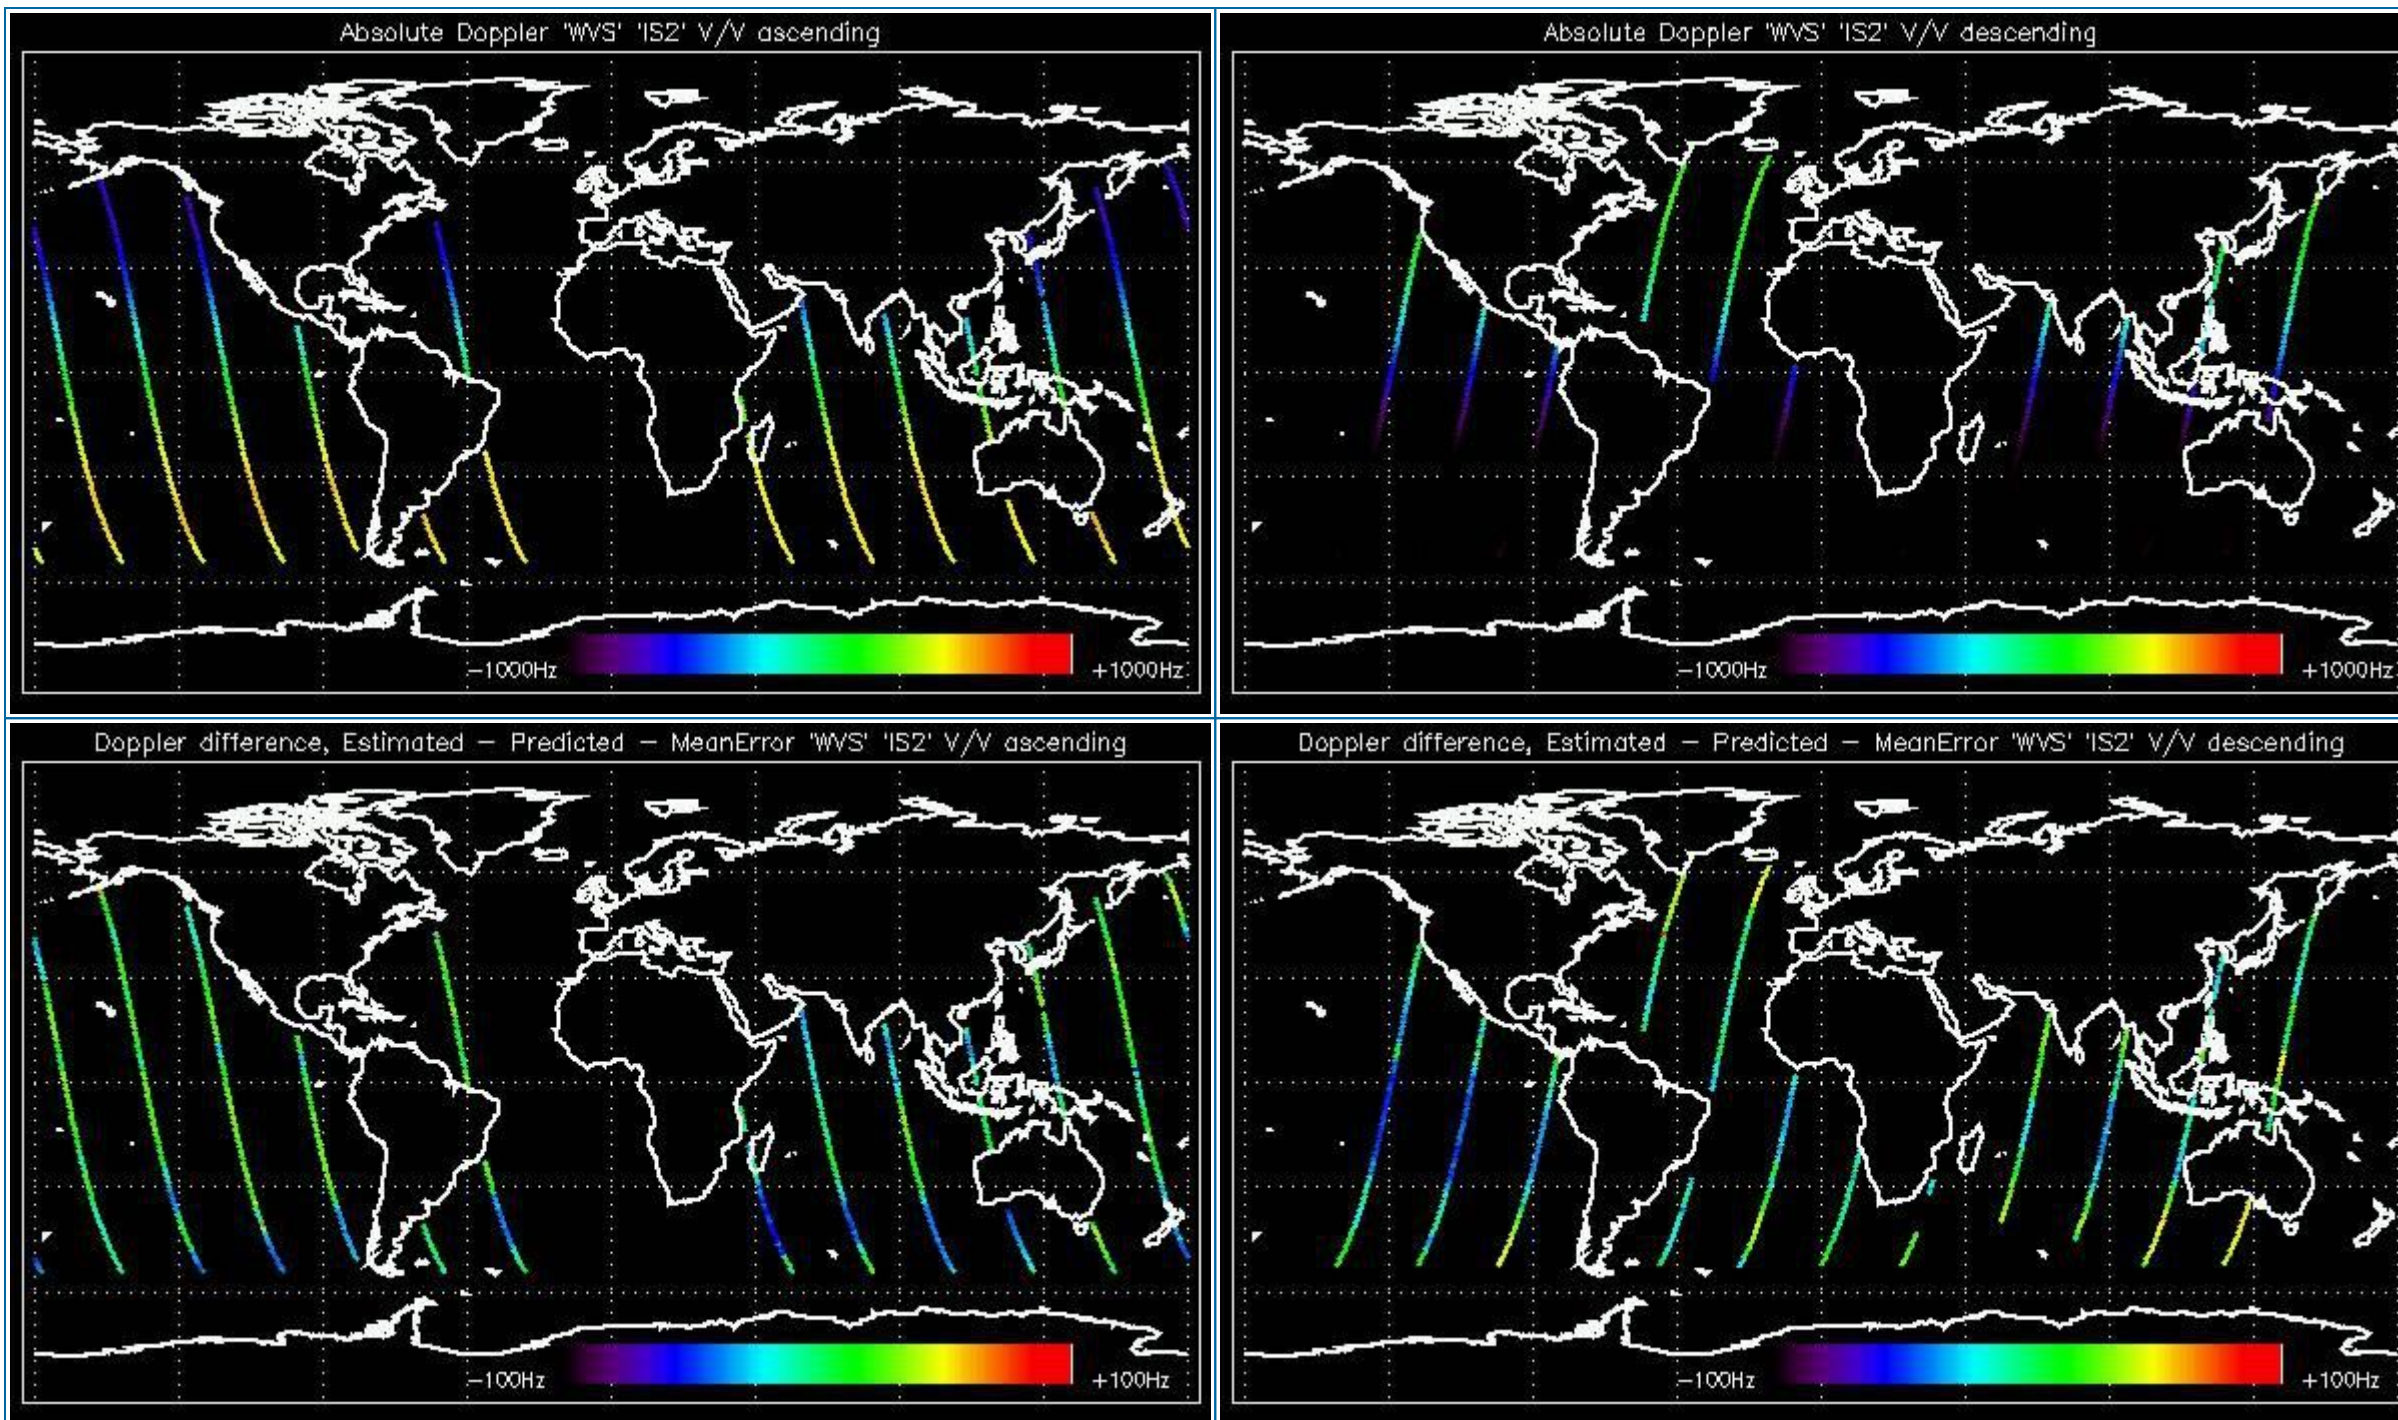 Absolute Doppler 'WVS' 'IS2' V/V ascending
-1000Hz
+1000Hz
Absolute Doppler 'WVS' 'IS2' V/V descending
-1000Hz
+1000Hz
Doppler difference, Estimated - Predicted - MeanError 'WVS' 'IS2' V/V ascending
-100Hz
+100Hz
Doppler difference, Estimated - Predicted - MeanError 'WVS' 'IS2' V/V descending
-100Hz
+100Hz